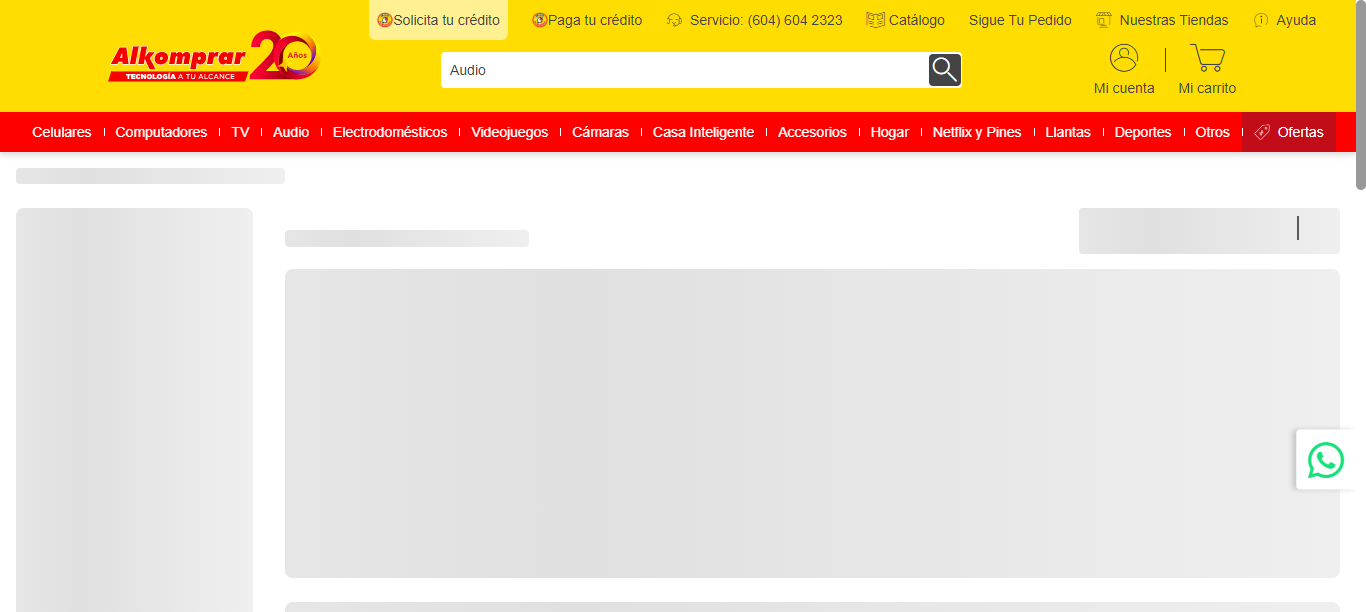 Solicita tu crédito
Paga tu crédito
Servicio: (604) 604 2323
Catálogo
Sigue Tu Pedido
Nuestras Tiendas
Ayuda
Alkomprar 20 Años
TECNOLOGÍA A TU ALCANCE
Audio
Mi cuenta
Mi carrito
Celulares
Computadores
TV
Audio
Electrodomésticos
Videojuegos
Cámaras
Casa Inteligente
Accesorios
Hogar
Netflix y Pines
Llantas
Deportes
Otros
Ofertas